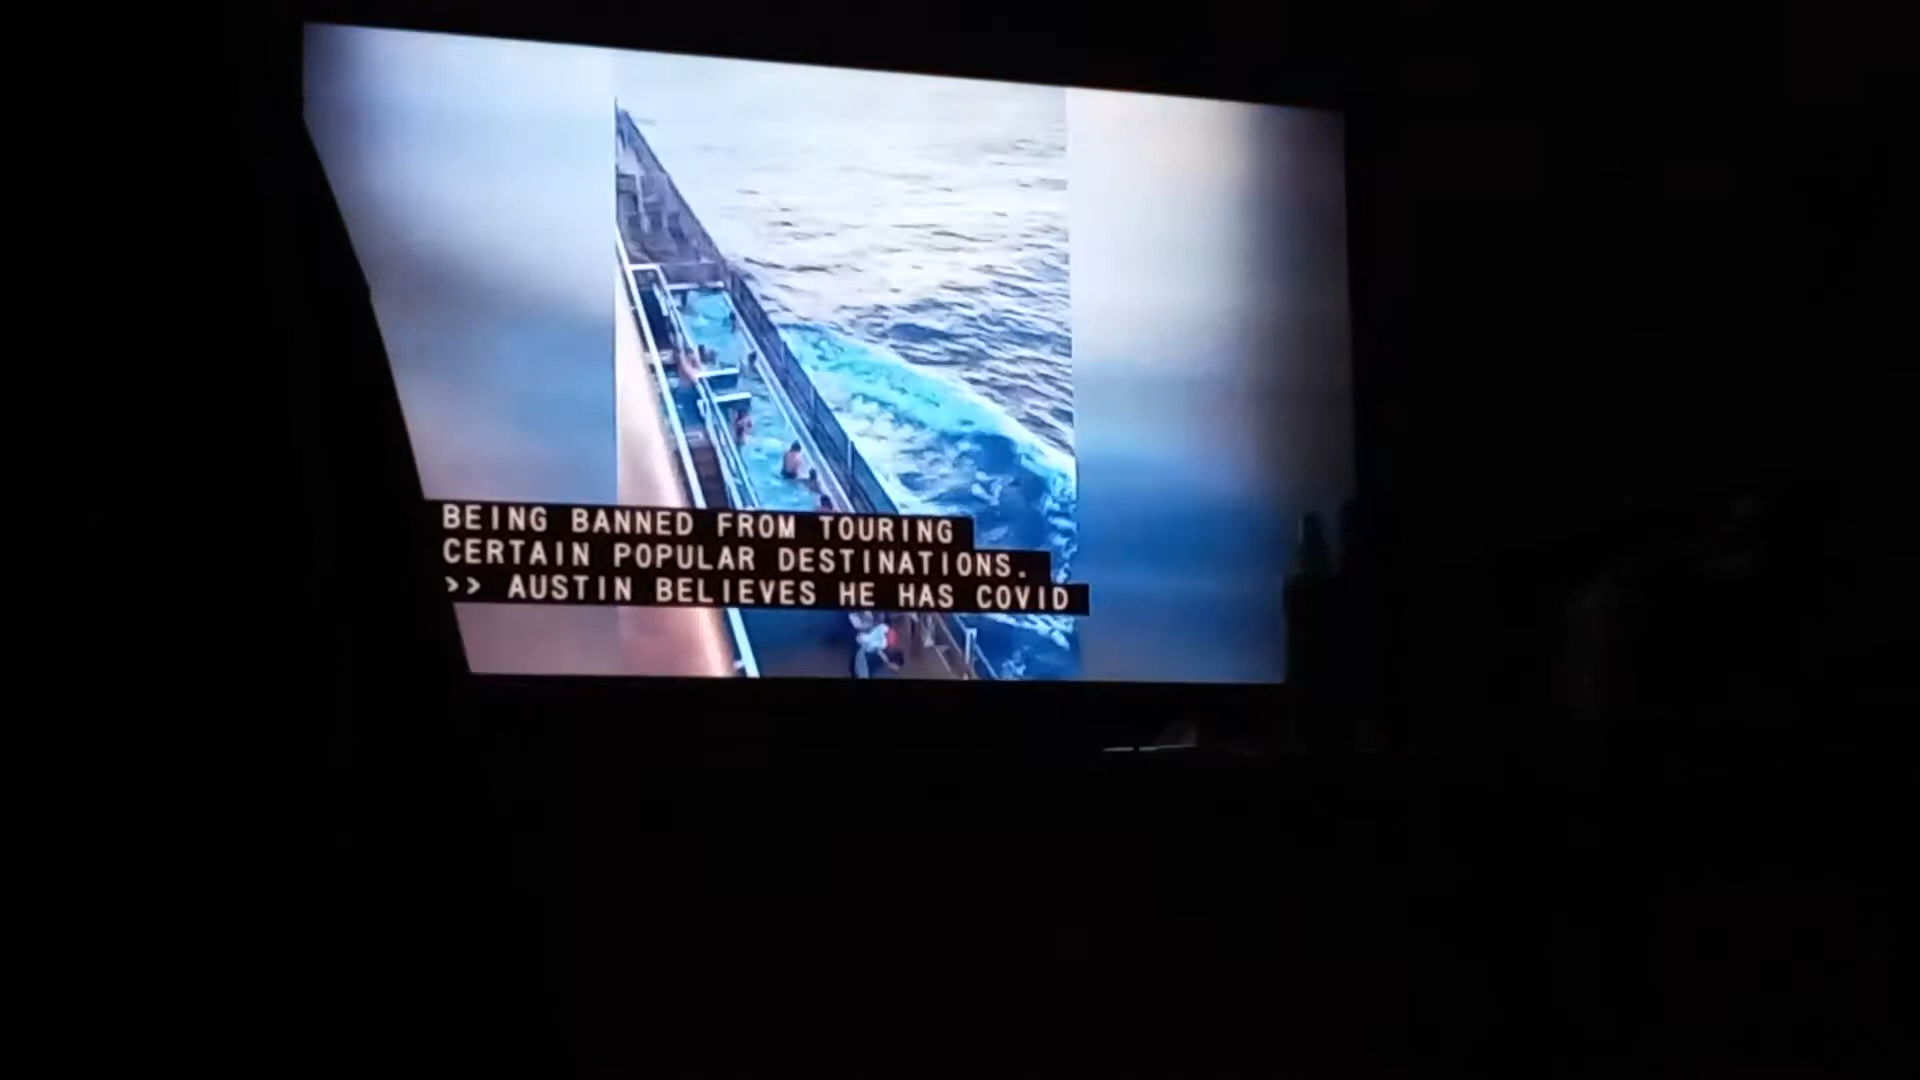 BEING BANNED FROM TOURING
CERTAIN POPULAR DESTINATIONS.
>> AUSTIN BELIEVES HE HAS COVID